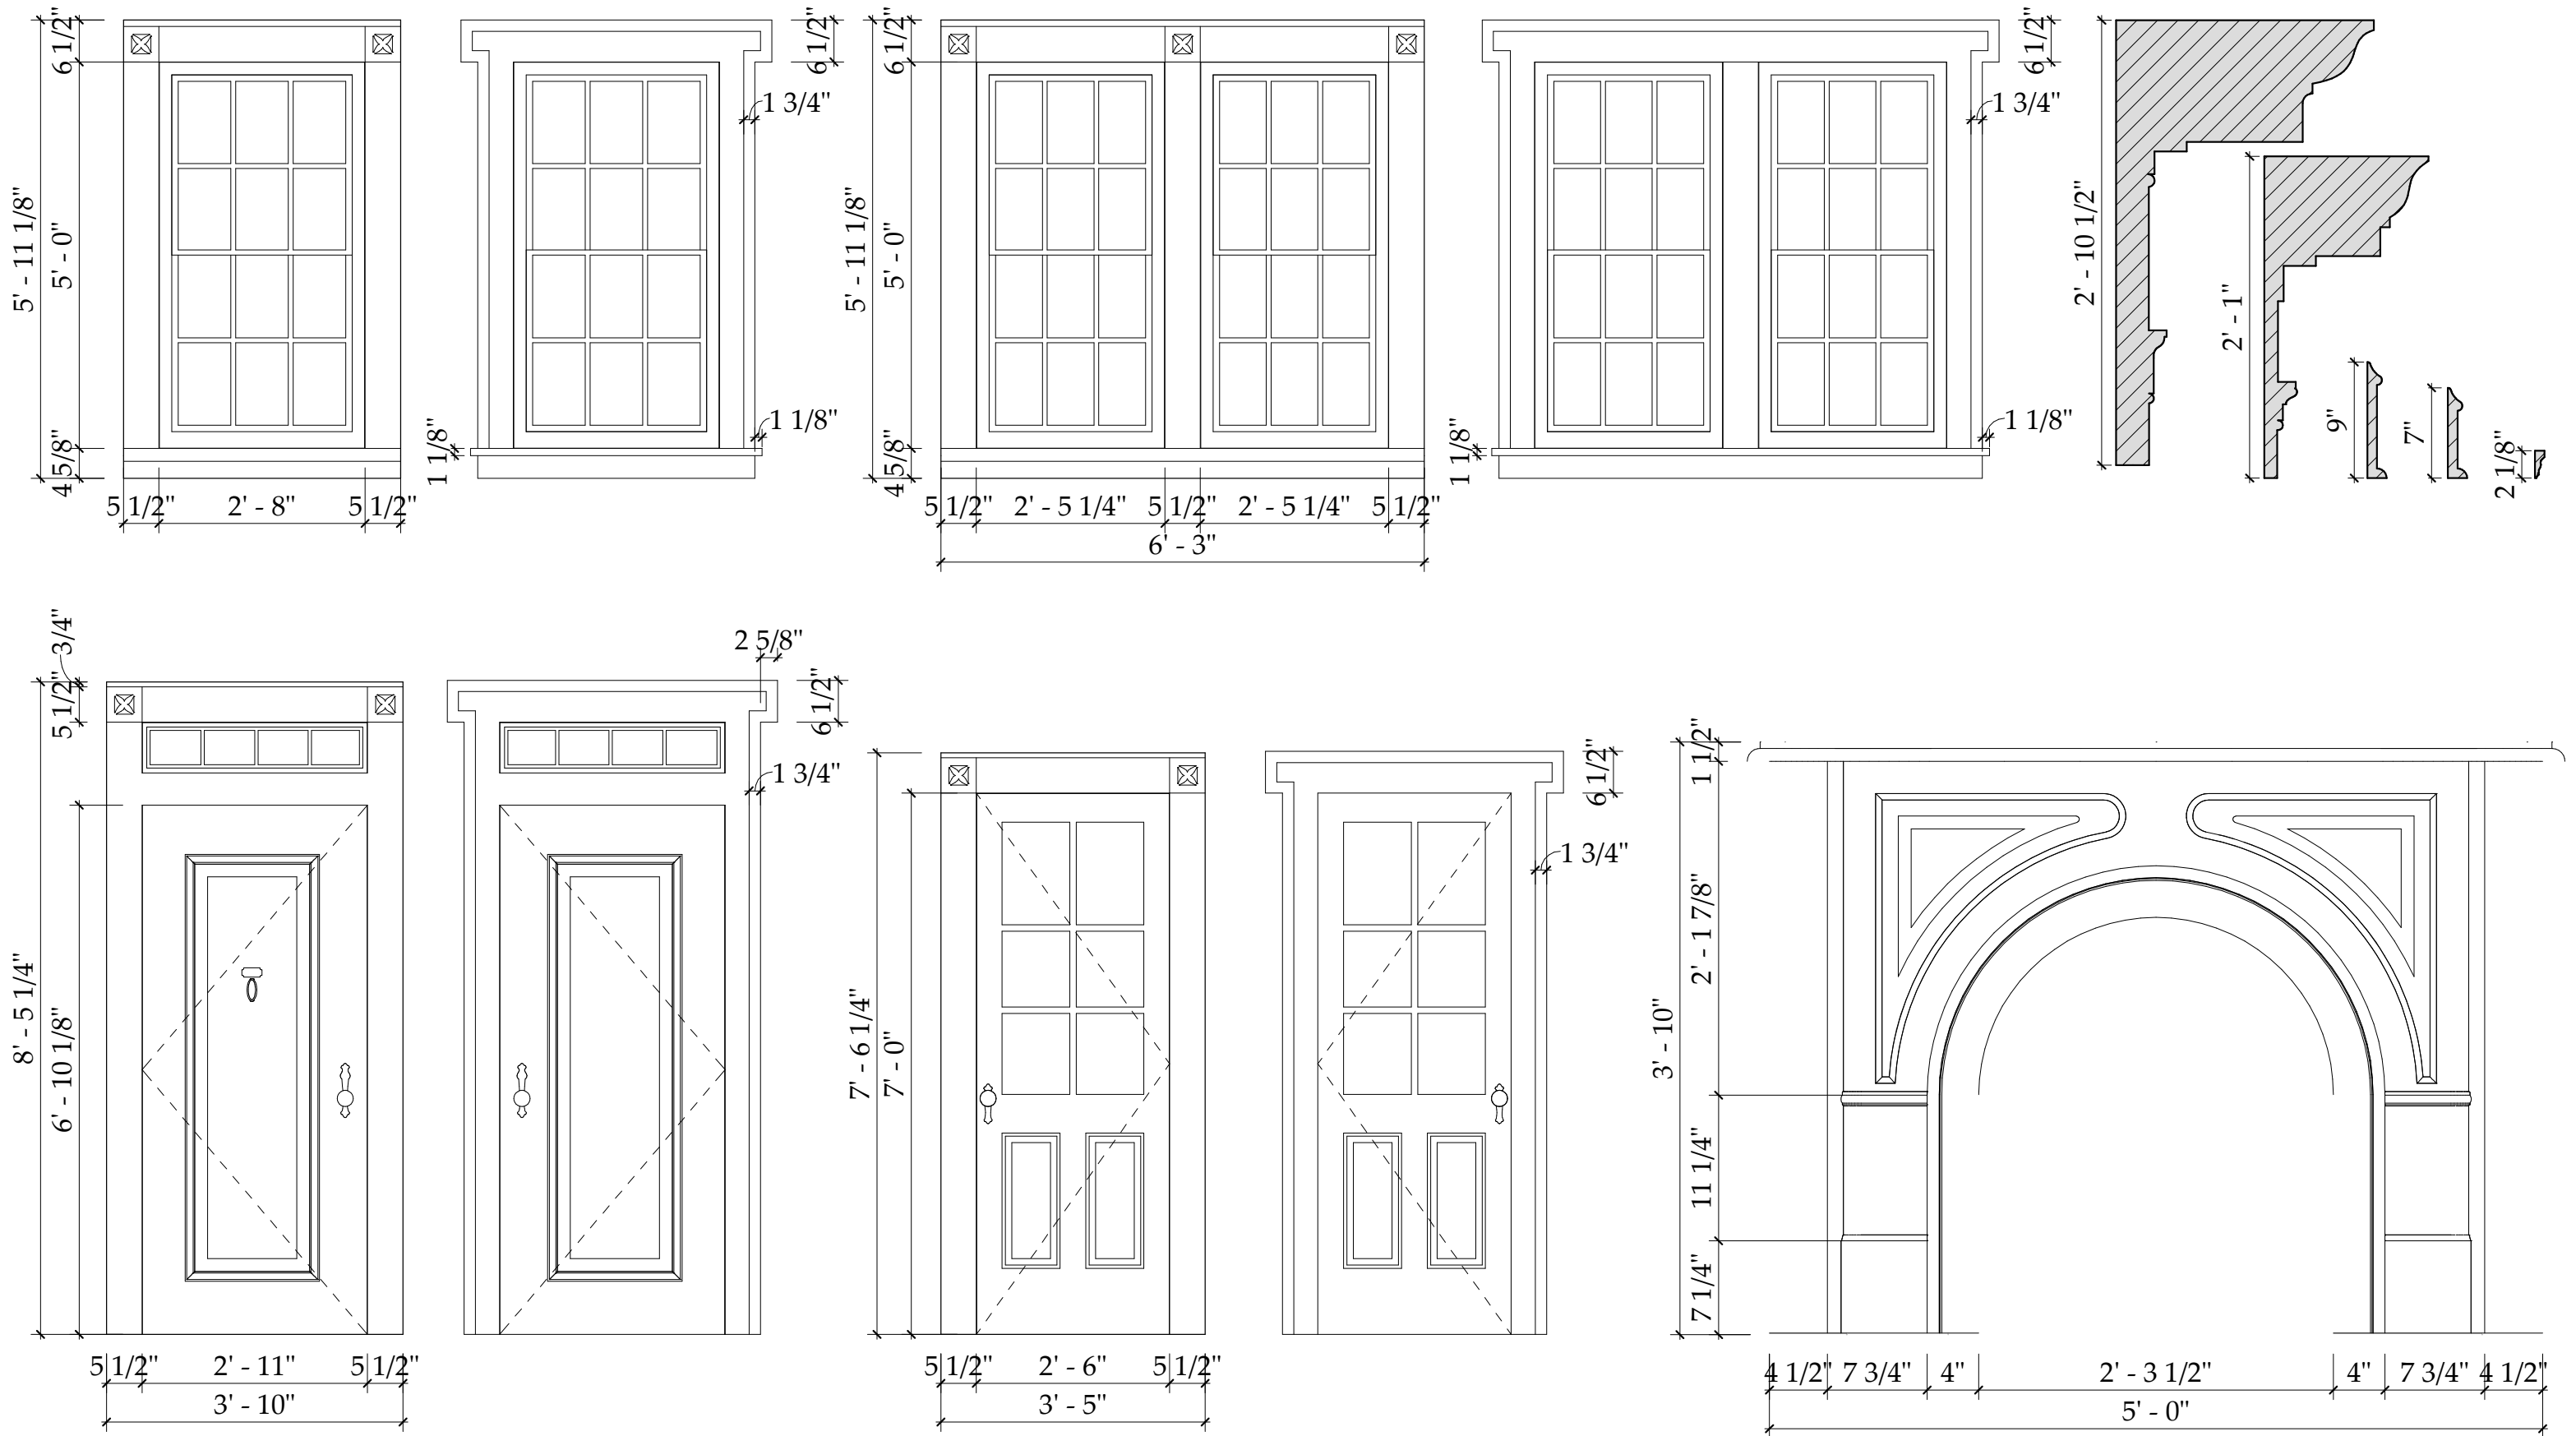 6 1/2"
5' - 11 1/8"
5' - 0"
4 5/8"
5 1/2"
2' - 8"
5 1/2"
6 1/2"
1 3/4"
1 1/8"
1 1/8"
6 1/2"
5' - 11 1/8"
5' - 0"
4 5/8"
5 1/2"
2' - 5 1/4"
5 1/2"
2' - 5 1/4"
5 1/2"
6' - 3"
6 1/2"
1 3/4"
1 1/8"
1 1/8"
2' - 10 1/2"
2' - 1"
9"
7"
2 1/8"
3/4"
5 1/2"
8' - 5 1/4"
6' - 10 1/8"
5 1/2"
2' - 11"
5 1/2"
3' - 10"
2 5/8"
6 1/2"
1 3/4"
7' - 6 1/4"
7' - 0"
5 1/2"
2' - 6"
5 1/2"
3' - 5"
6 1/2"
1 3/4"
1 1/2"
2' - 1 7/8"
3' - 10"
11 1/4"
7 1/4"
4 1/2"
7 3/4"
4"
2' - 3 1/2"
4"
7 3/4"
4 1/2"
5' - 0"